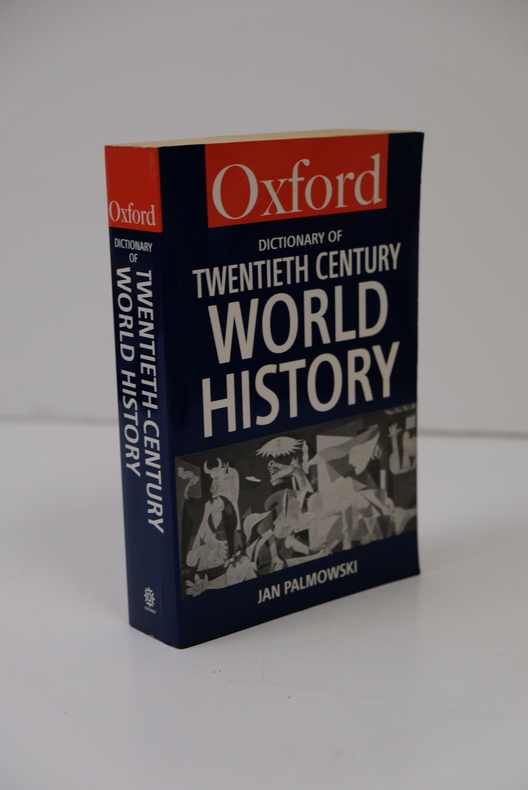 Oxford
DICTIONARY OF
TWENTIETH CENTURY
WORLD
HISTORY
JAN PALMOWSKI
Oxford
DICTIONARY
OF
TWENTIETH-CENTURY
WORLD HISTORY